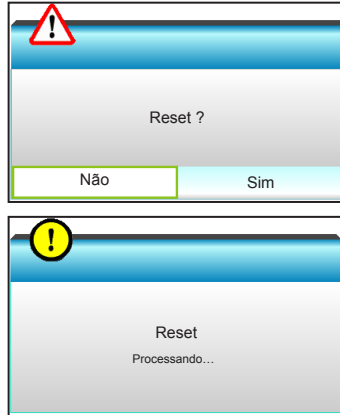 Reset ?
Não Sim
Reset
Processando...